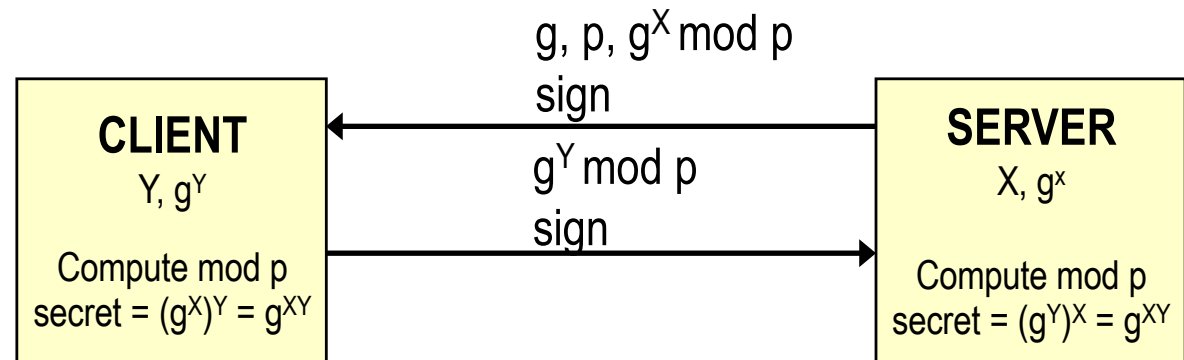 g, p, g^X mod p
sign
CLIENT
Y, g^Y
Compute mod p
secret = (g^X)^Y = g^XY
g^Y mod p
sign
SERVER
X, g^x
Compute mod p
secret = (g^Y)^X = g^XY